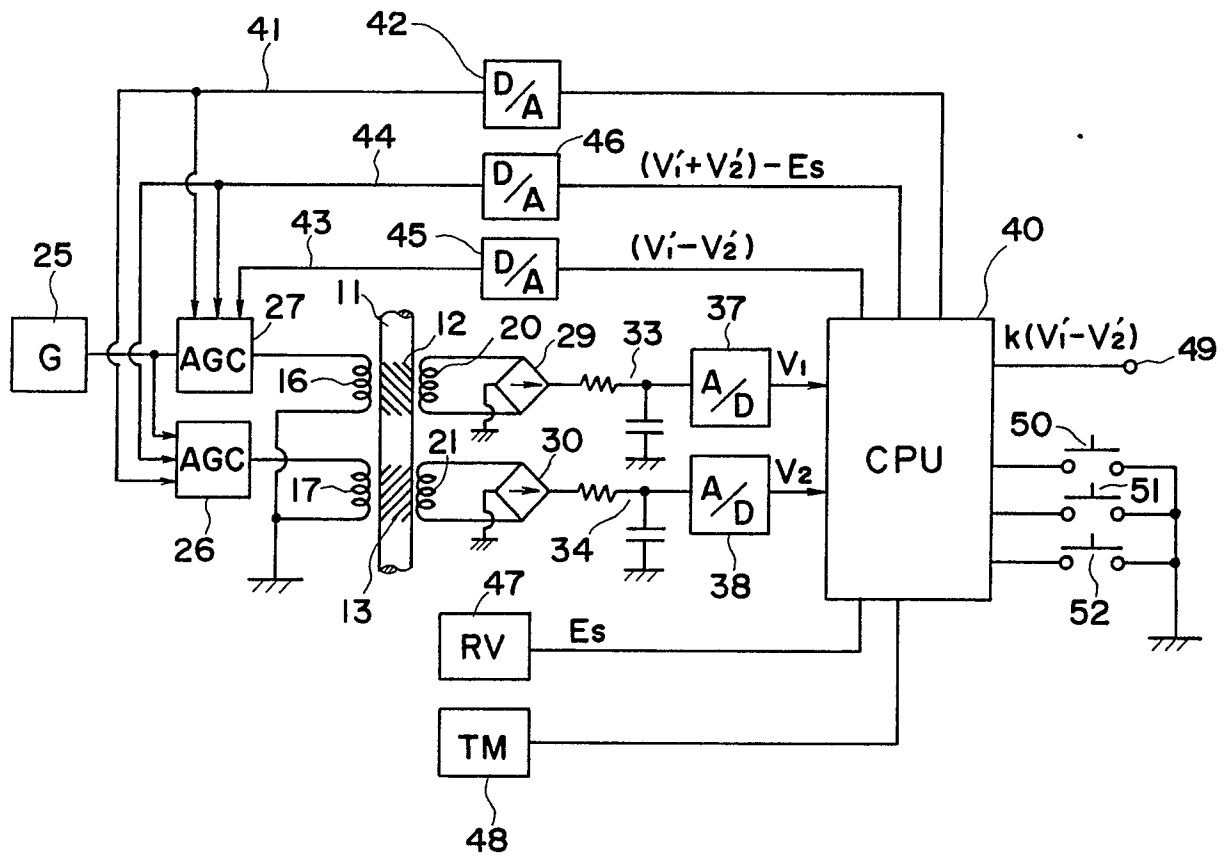 41
42
D/A
44
46
D/A
(V₁′+V₂′)−Es
43
45
D/A
(V₁′−V₂′)
40
25
G
27
AGC
11
12
20
29
33
37
A/D
V₁
k(V₁′−V₂′)
49
16
CPU
50
AGC
26
17
21
30
34
A/D
38
V₂
51
52
13
47
RV
Es
TM
48